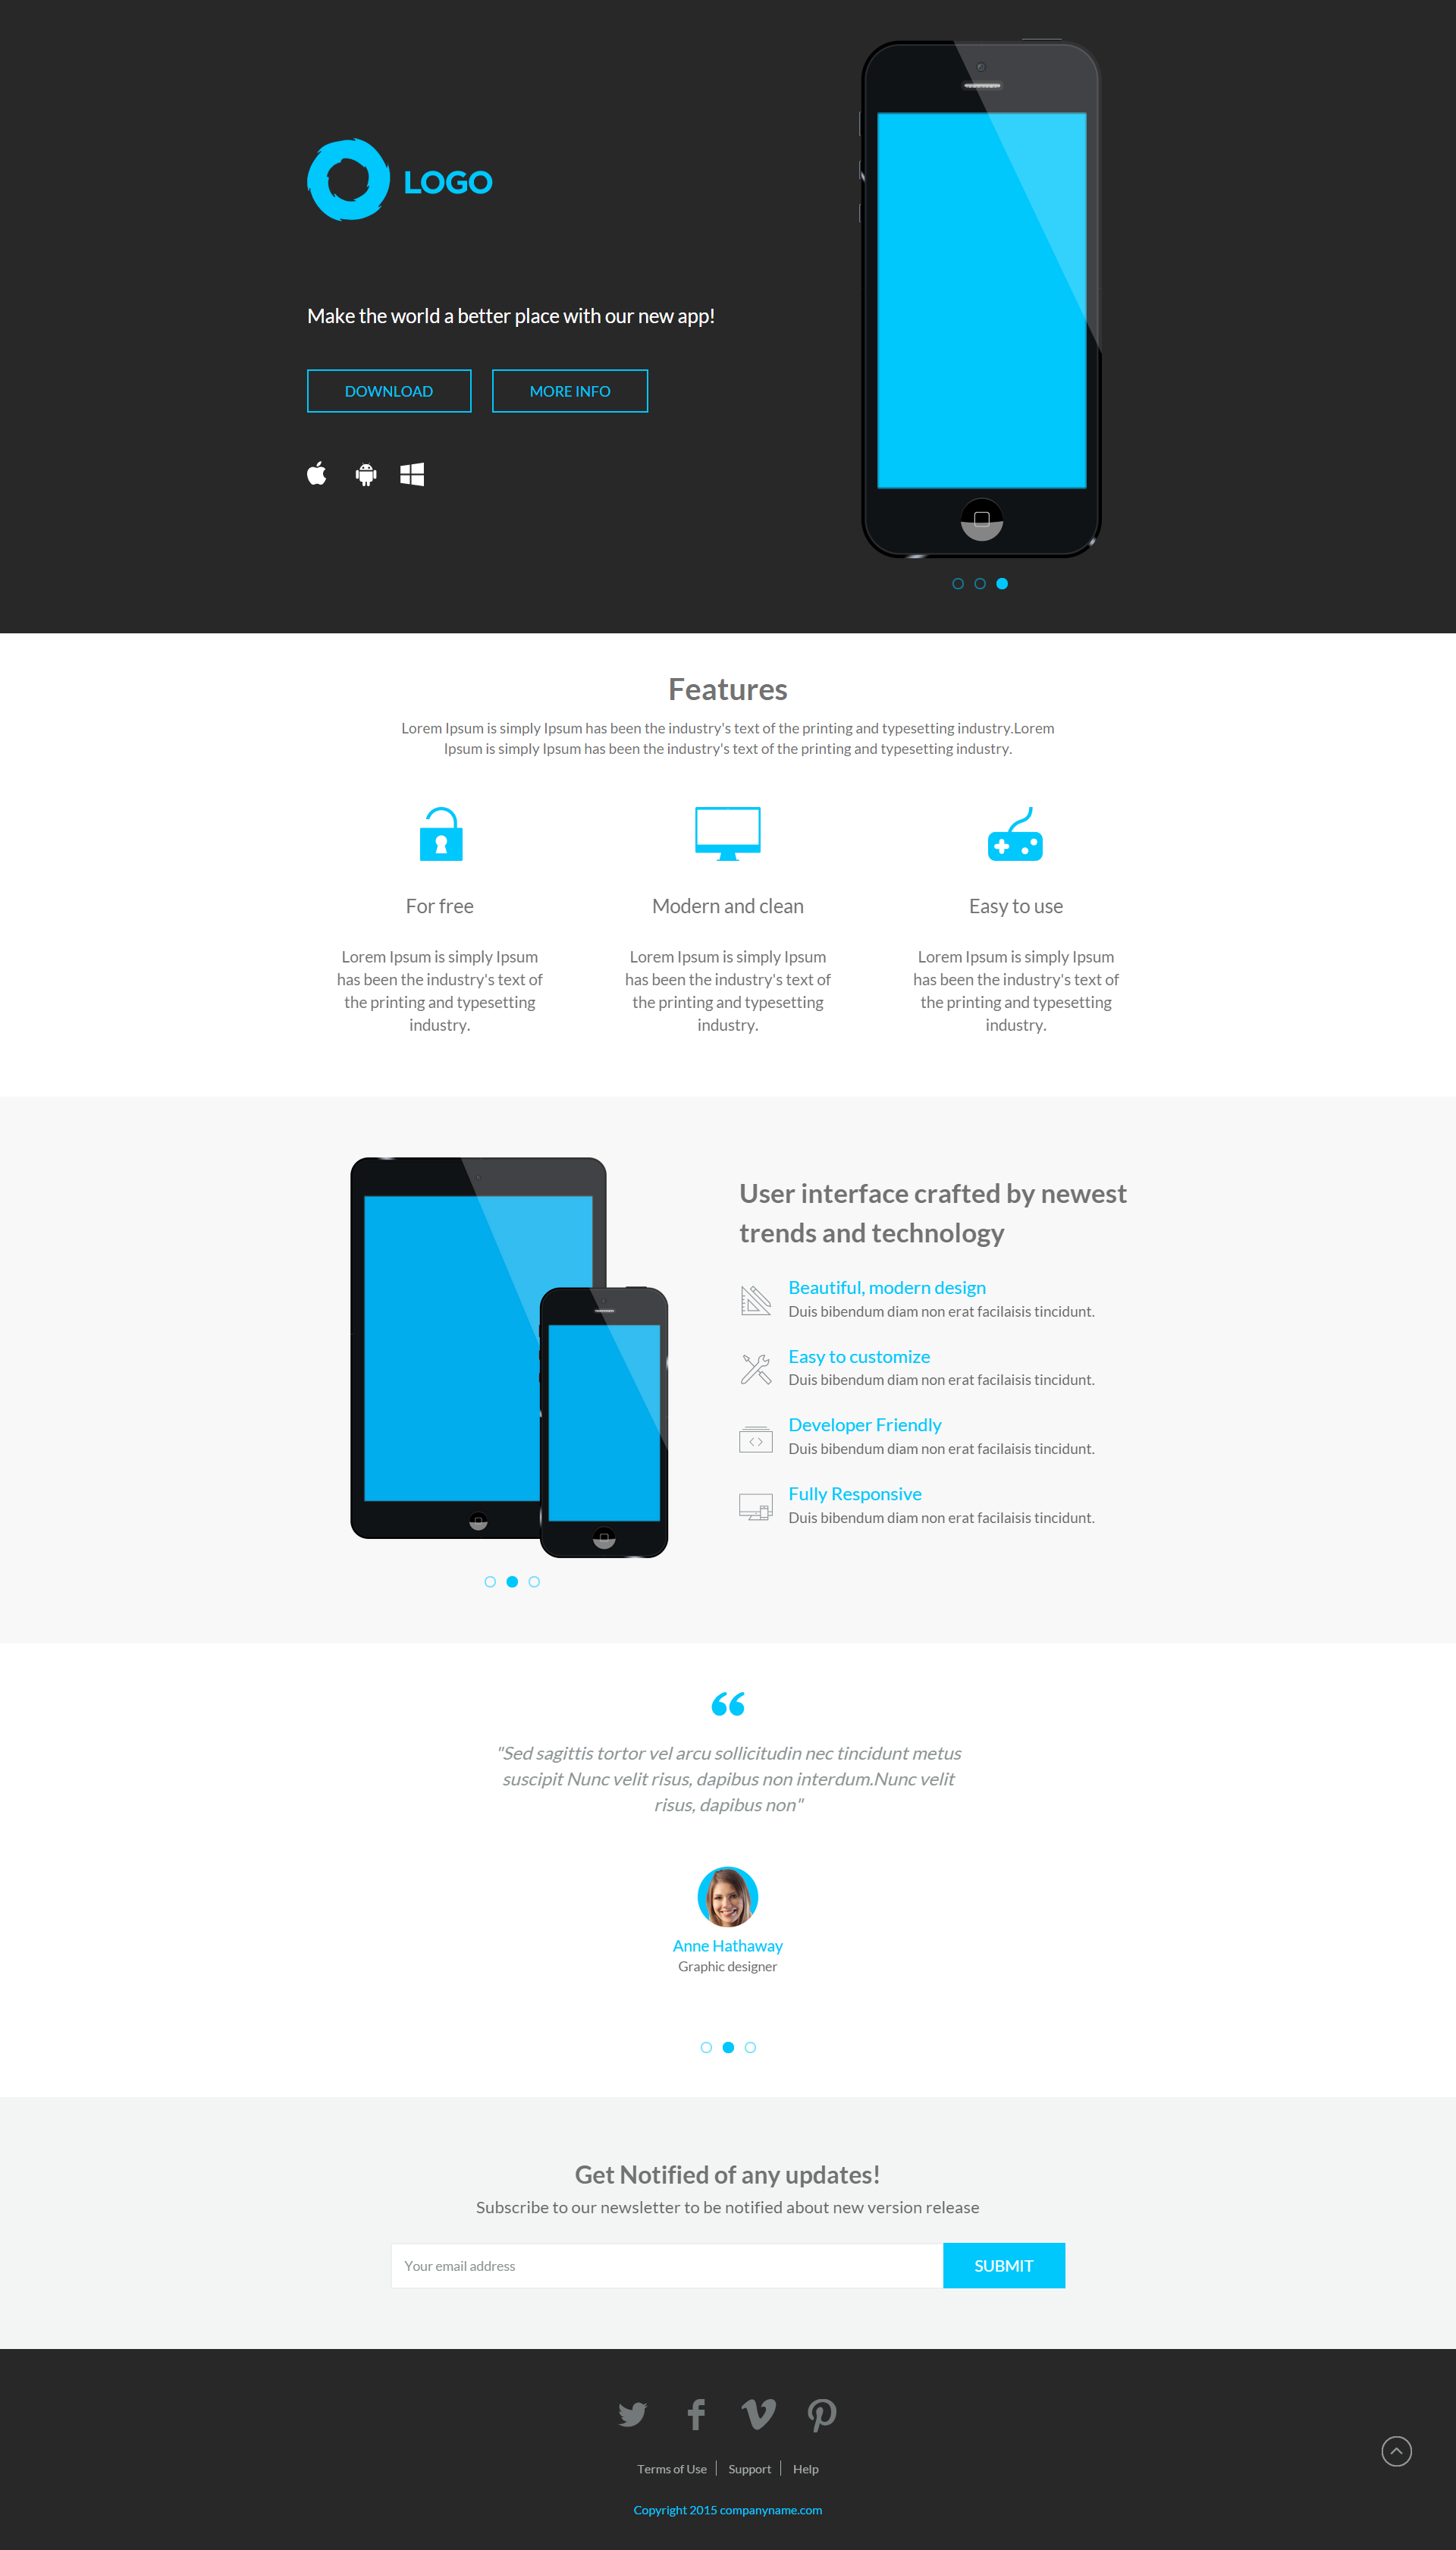 LOGO
Make the world a better place with our new app!
DOWNLOAD
MORE INFO
Features
Lorem Ipsum is simply Ipsum has been the industry's text of the printing and typesetting industry.Lorem
Ipsum is simply Ipsum has been the industry's text of the printing and typesetting industry.
For free
Lorem Ipsum is simply Ipsum
has been the industry's text of
the printing and typesetting
industry.
Modern and clean
Lorem Ipsum is simply Ipsum
has been the industry's text of
the printing and typesetting
industry.
Easy to use
Lorem Ipsum is simply Ipsum
has been the industry's text of
the printing and typesetting
industry.
User interface crafted by newest
trends and technology
Beautiful, modern design
Duis bibendum diam non erat facilaisis tincidunt.
Easy to customize
Duis bibendum diam non erat facilaisis tincidunt.
Developer Friendly
Duis bibendum diam non erat facilaisis tincidunt.
Fully Responsive
Duis bibendum diam non erat facilaisis tincidunt.
"Sed sagittis tortor vel arcu sollicitudin nec tincidunt metus
suscipit Nunc velit risus, dapibus non interdum.Nunc velit
risus, dapibus non"
Anne Hathaway
Graphic designer
Get Notified of any updates!
Subscribe to our newsletter to be notified about new version release
Your email address
SUBMIT
Terms of Use | Support | Help
Copyright 2015 companyname.com